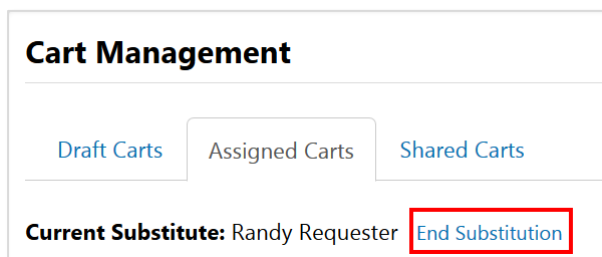 Cart Management
Draft Carts Assigned Carts Shared Carts
Current Substitute: Randy Requester End Substitution